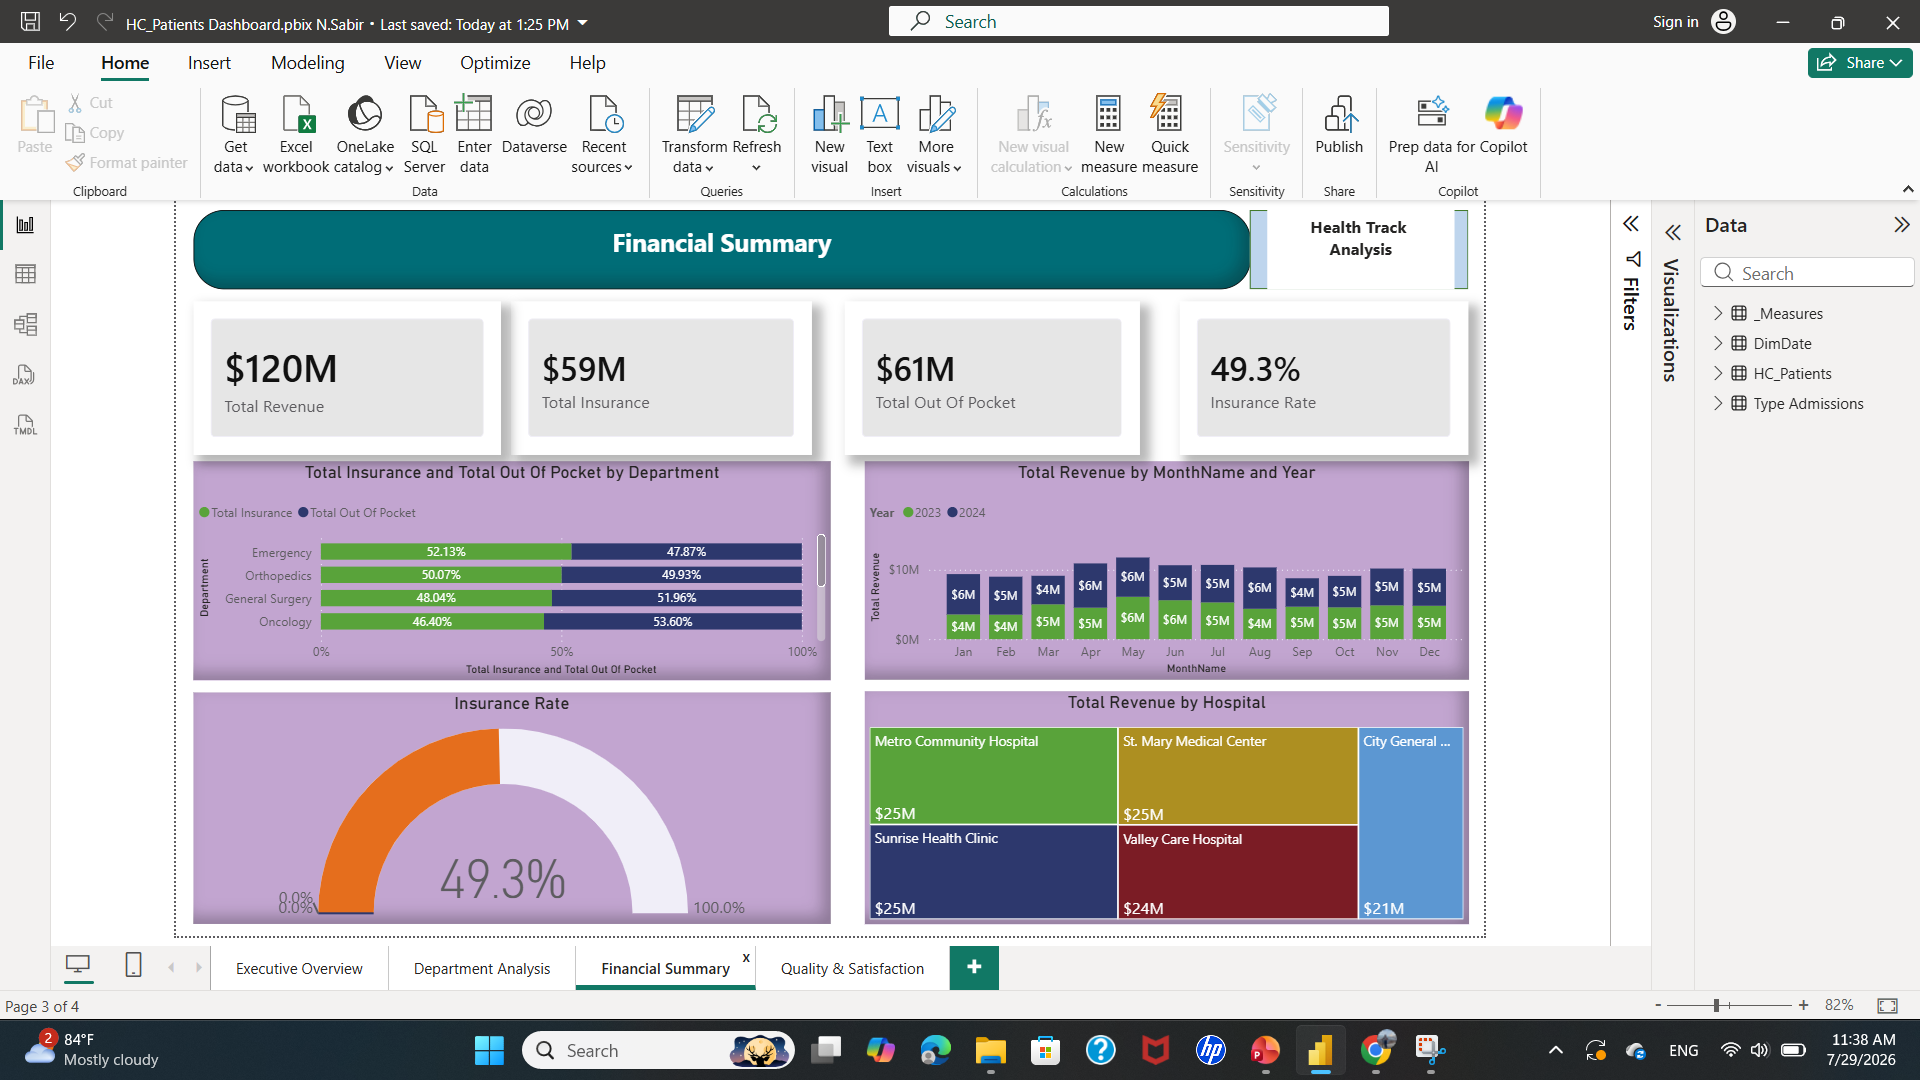 HC_Patients Dashboard.pbix N.Sabir • Last saved: Today at 1:25 PM
Search
Sign in
File
Home
Insert
Modeling
View
Optimize
Help
Share
Paste
Cut
Copy
Format painter
Clipboard
Get data
Excel workbook
OneLake catalog
SQL Server
Enter data
Dataverse
Recent sources
Data
Transform data
Refresh
Queries
New visual
Text box
More visuals
Insert
New visual calculation
New measure
Quick measure
Calculations
Sensitivity
Sensitivity
Publish
Share
Prep data for AI
Copilot
Copilot
DAX
TMDL
Financial Summary
Health Track
Analysis
$120M
Total Revenue
$59M
Total Insurance
$61M
Total Out Of Pocket
49.3%
Insurance Rate
Total Insurance and Total Out Of Pocket by Department
Total Insurance
Total Out Of Pocket
Department
Emergency 52.13% 47.87%
Orthopedics 50.07% 49.93%
General Surgery 48.04% 51.96%
Oncology 46.40% 53.60%
0% 50% 100%
Total Insurance and Total Out Of Pocket
Total Revenue by MonthName and Year
Year 2023 2024
Total Revenue
$10M
$0M
$6M $5M $4M $6M $6M $5M $5M $6M $4M $5M $5M $5M
$4M $4M $5M $5M $6M $6M $5M $4M $5M $5M $5M $5M
Jan Feb Mar Apr May Jun Jul Aug Sep Oct Nov Dec
MonthName
Insurance Rate
49.3%
0.0%
0.0%
100.0%
Total Revenue by Hospital
Metro Community Hospital
$25M
St. Mary Medical Center
$25M
City General ...
$21M
Sunrise Health Clinic
$25M
Valley Care Hospital
$24M
Filters
Visualizations
Data
Search
_Measures
DimDate
HC_Patients
Type Admissions
Executive Overview
Department Analysis
Financial Summary
x
Quality & Satisfaction
+
Page 3 of 4
- + 82%
2
84°F
Mostly cloudy
Search
ENG
11:38 AM
7/29/2026